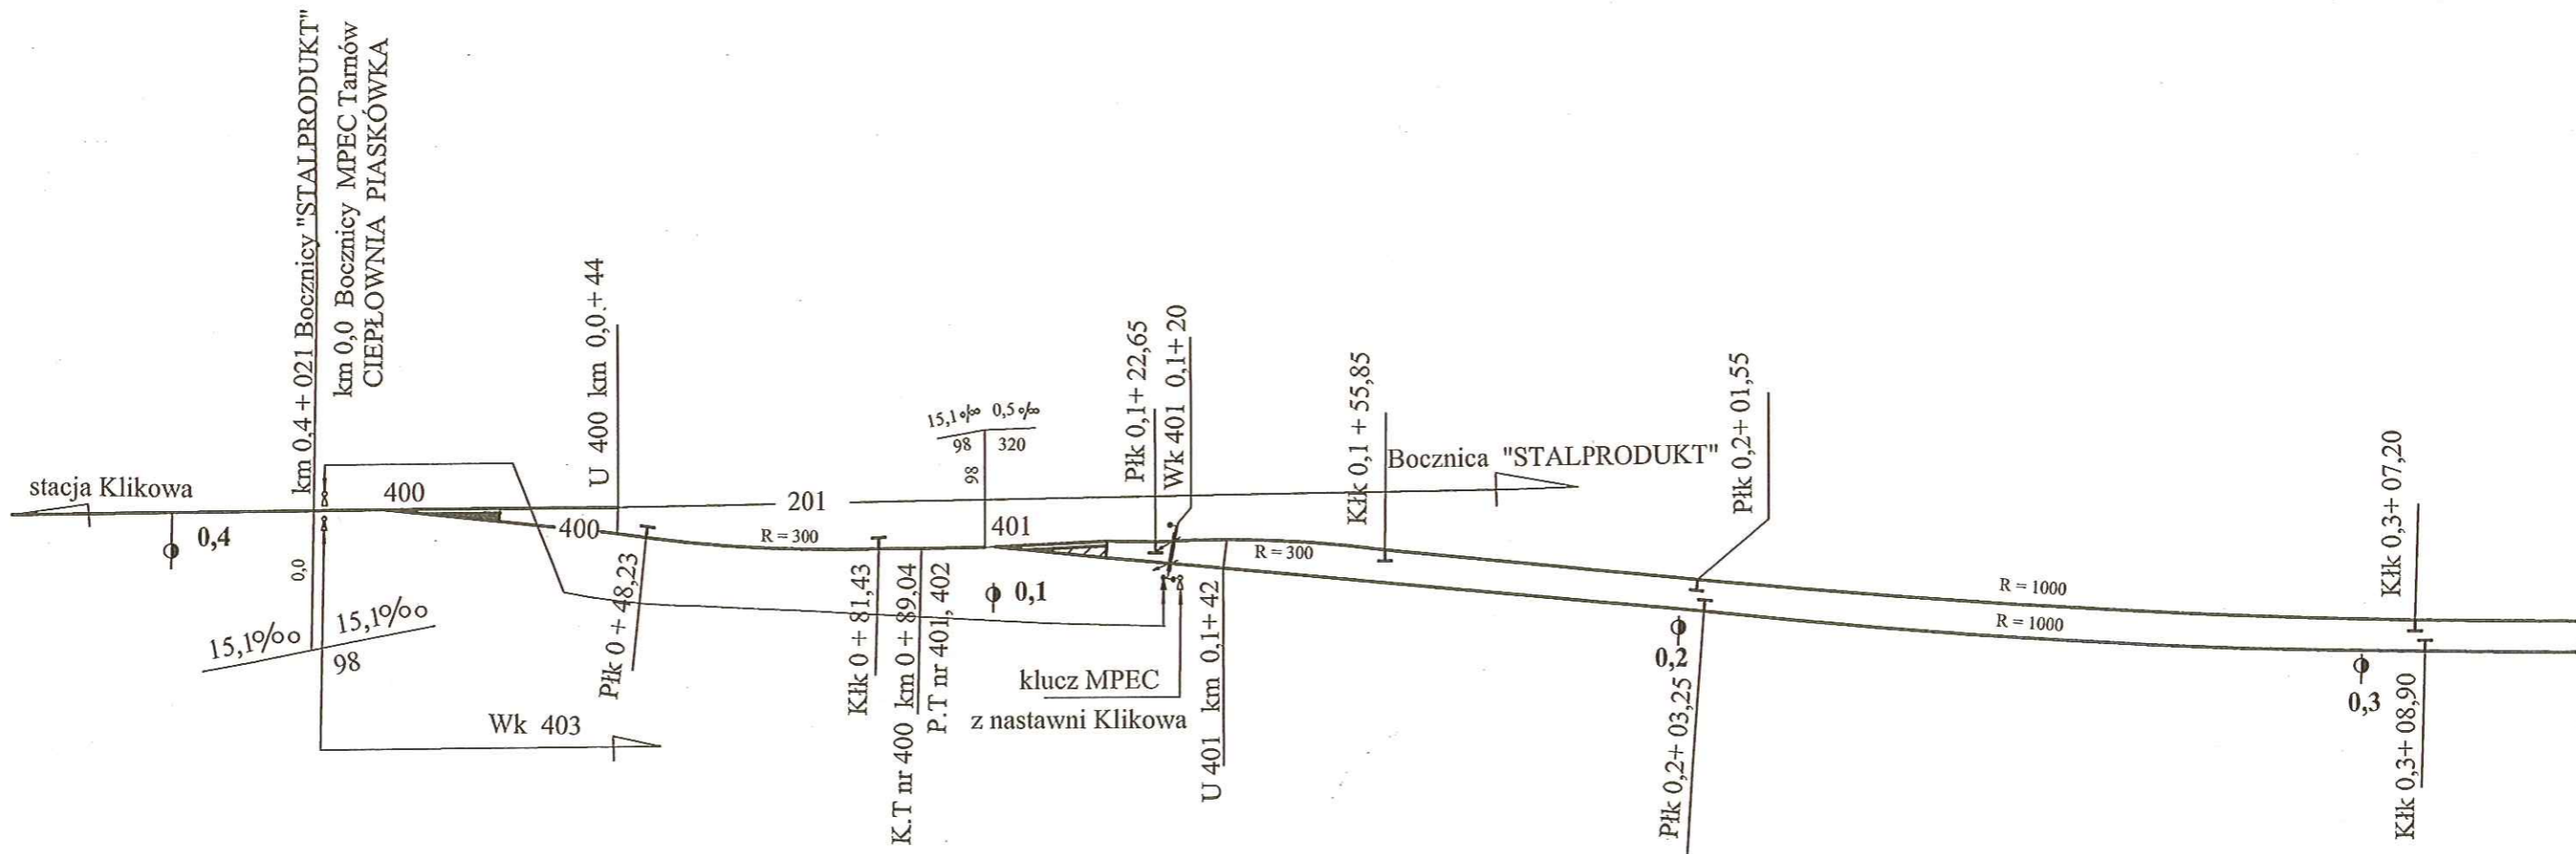 km 0,4 + 021 Bocznicy "STALPRODUKT"
km 0,0 Bocznicy MPEC Tarnów
CIEPŁOWNIA PIASKÓWKA
stacja Klikowa
0,4
0,0
15,1‰
15,1‰
98
400
400
U 400 km 0,0.+ 44
Płk 0 + 48,23
Wk 403
201
R = 300
Kłk 0 + 81,43
K.T nr 400 km 0 + 89,04
P.T nr 401, 402
15,1‰ 0,5‰
98 320
98
401
0,1
klucz MPEC
z nastawni Klikowa
Płk 0,1+ 22,65
Wk 401 0,1+ 20
U 401 km 0,1+ 42
R = 300
Kłk 0,1 + 55,85
Bocznica "STALPRODUKT"
Płk 0,2+ 01,55
0,2
Płk 0,2+ 03,25
R = 1000
R = 1000
Kłk 0,3+ 07,20
0,3
Kłk 0,3+ 08,90